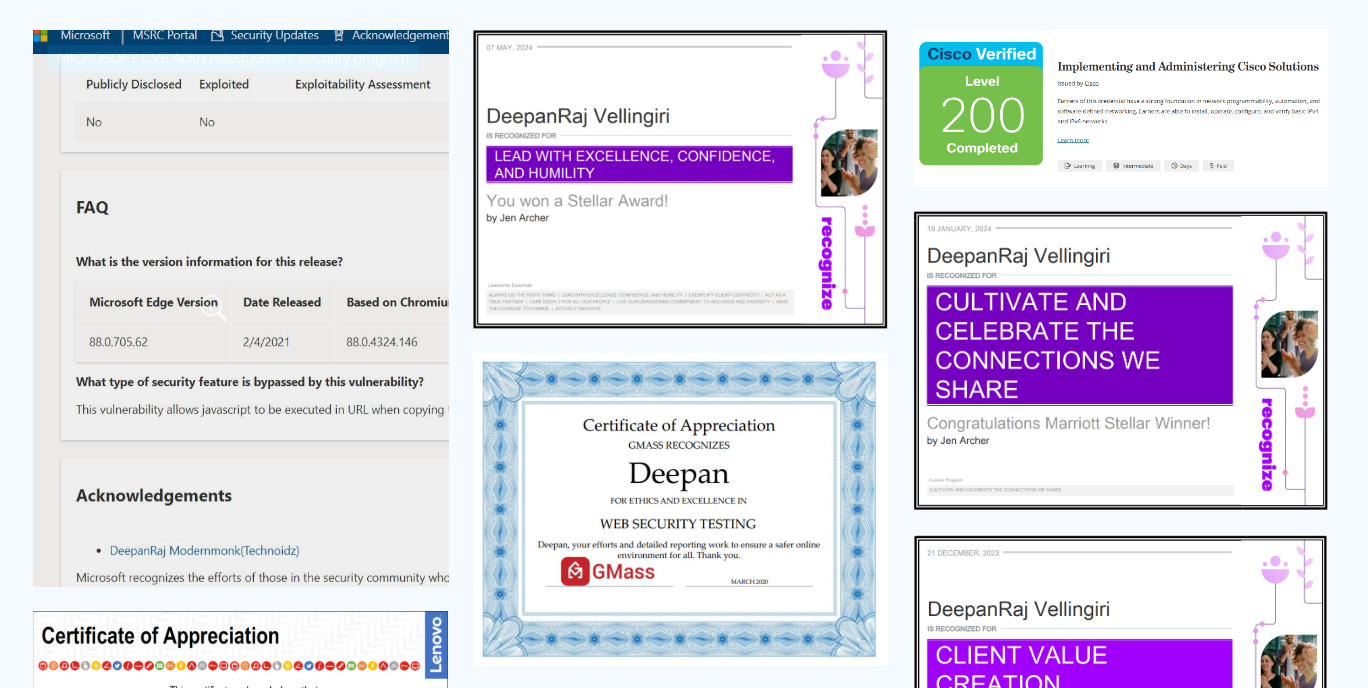 Microsoft | MSRC Portal Security Updates Acknowledgement
MICROSOFT CVE Acknowledgement security program
Publicly Disclosed Exploited Exploitability Assessment
No No
FAQ
What is the version information for this release?
Microsoft Edge Version Date Released Based on Chromiu
88.0.705.62 2/4/2021 88.0.4324.146
What type of security feature is bypassed by this vulnerability?
This vulnerability allows javascript to be executed in URL when copying
Acknowledgements
• DeepanRaj Modernmonk(Technoidz)
Microsoft recognizes the efforts of those in the security community who
Certificate of Appreciation
Lenovo
07 MAY, 2024
DeepanRaj Vellingiri
IS RECOGNIZED FOR
LEAD WITH EXCELLENCE, CONFIDENCE,
AND HUMILITY
You won a Stellar Award!
by Jen Archer
recognize
Leadership Essentials
ALWAYS DO THE RIGHT THING | LEAD WITH EXCELLENCE, CONFIDENCE, AND HUMILITY | EXEMPLIFY CLIENT-CENTRICITY | ACT AS A
TRUE PARTNER | CARE DEEPLY FOR ALL OUR PEOPLE | LIVE OUR UNWAVERING COMMITMENT TO INCLUSION AND DIVERSITY | HAVE
THE COURAGE TO CHANGE | ACTIVELY INNOVATE
Certificate of Appreciation
GMASS RECOGNIZES
Deepan
FOR ETHICS AND EXCELLENCE IN
WEB SECURITY TESTING
Deepan, your efforts and detailed reporting work to ensure a safer online
environment for all. Thank you.
GMass
MARCH 2020
Cisco Verified
Level
200
Completed
Implementing and Administering Cisco Solutions
Issued by Cisco
Earners of this credential have a strong foundation in network programmability, automation, and
software-defined networking. Earners are able to install, operate, configure, and verify basic IPv4
and IPv6 networks.
Learn more
Learning Intermediate Days $ Paid
19 JANUARY, 2024
DeepanRaj Vellingiri
IS RECOGNIZED FOR
CULTIVATE AND
CELEBRATE THE
CONNECTIONS WE
SHARE
Congratulations Marriott Stellar Winner!
by Jen Archer
recognize
Custom Program
CULTIVATE AND CELEBRATE THE CONNECTIONS WE SHARE
21 DECEMBER, 2023
DeepanRaj Vellingiri
IS RECOGNIZED FOR
CLIENT VALUE
CREATION